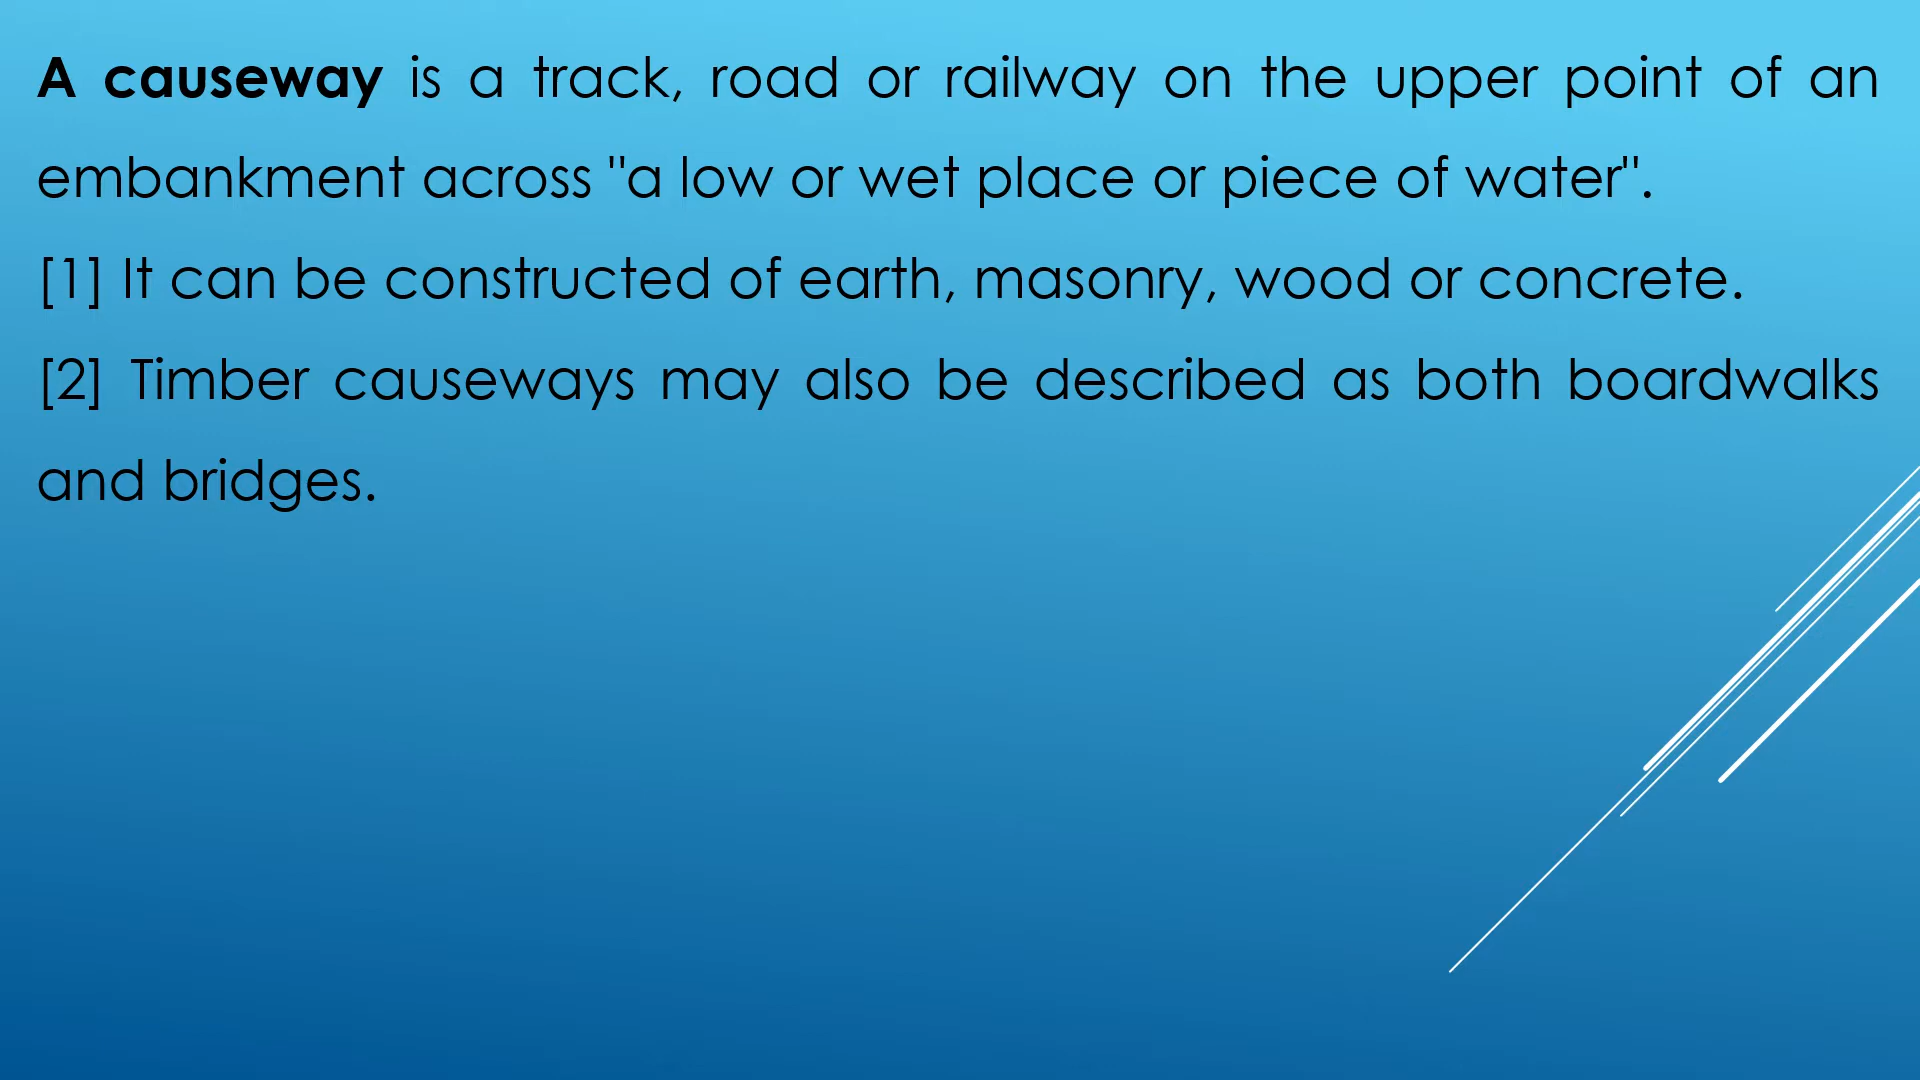 A causeway is a track, road or railway on the upper point of an
embankment across "a low or wet place or piece of water".
[1] It can be constructed of earth, masonry, wood or concrete.
[2] Timber causeways may also be described as both boardwalks
and bridges.